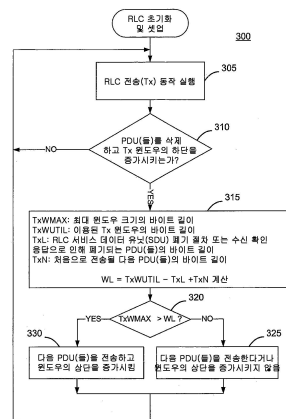 RLC 초기화
및 셋업
300
305
RLC 전송(Tx) 동작 실행
310
PDU(들)를 삭제
하고 Tx 윈도우의 하단을
증가시키는가?
NO
YES
315
TxWMAX: 최대 윈도우 크기의 바이트 길이
TxWUTIL: 이용된 Tx 윈도우의 바이트 길이
TxL: RLC 서비스 데이터 유닛(SDU) 폐기 절차 또는 수신 확인
응답으로 인해 폐기되는 PDU(들)의 바이트 길이
TxN: 처음으로 전송될 다음 PDU(들)의 바이트 길이
WL = TxWUTIL - TxL +TxN 계산
320
YES
TxWMAX > WL ?
NO
330
325
다음 PDU(들)을 전송하고
윈도우의 상단을 증가시킴
다음 PDU(들)을 전송한다거나
윈도우의 상단을 증가시키지 않음